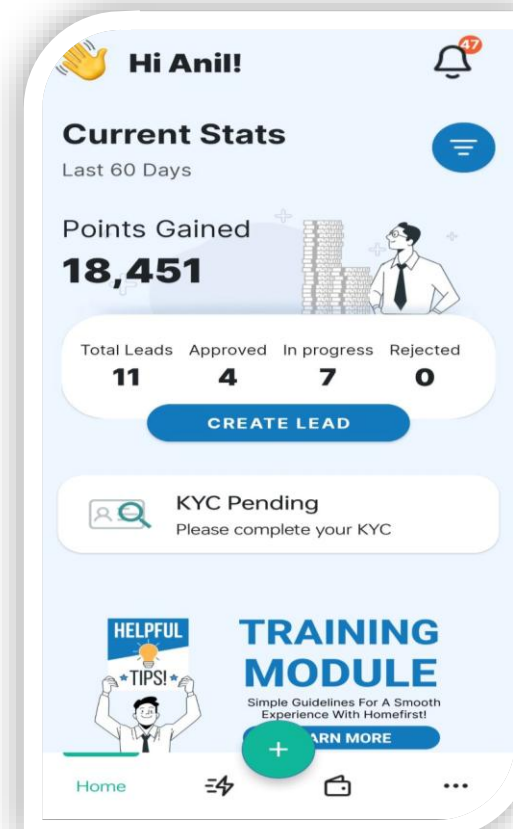 Hi Anil!
47
Current Stats
Last 60 Days
Points Gained
18,451
Total Leads Approved In progress Rejected
11 4 7 0
CREATE LEAD
KYC Pending
Please complete your KYC
HELPFUL
TIPS!
TRAINING
MODULE
Simple Guidelines For A Smooth
Experience With Homefirst!
MORE
Home